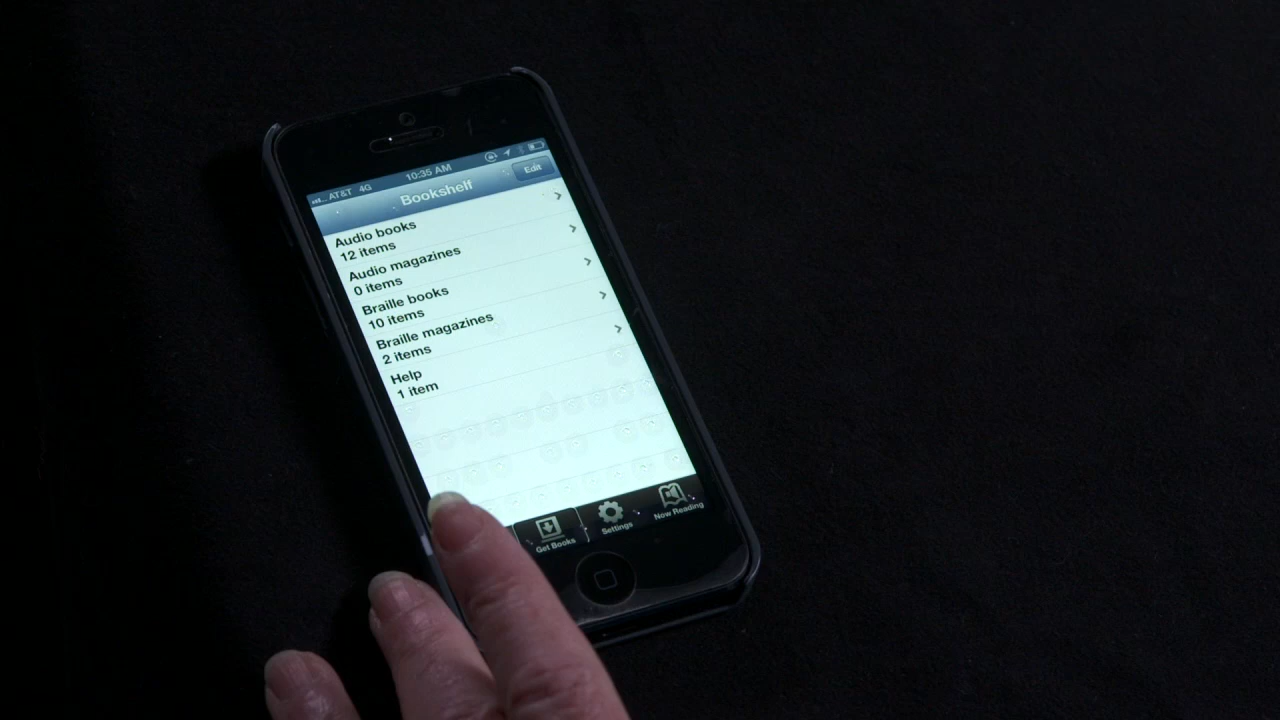 AT&T 4G 10:35 AM
Bookshelf
Edit
Audio books
12 items
Audio magazines
0 items
Braille books
10 items
Braille magazines
2 items
Help
1 item
Get Books
Settings
Now Reading